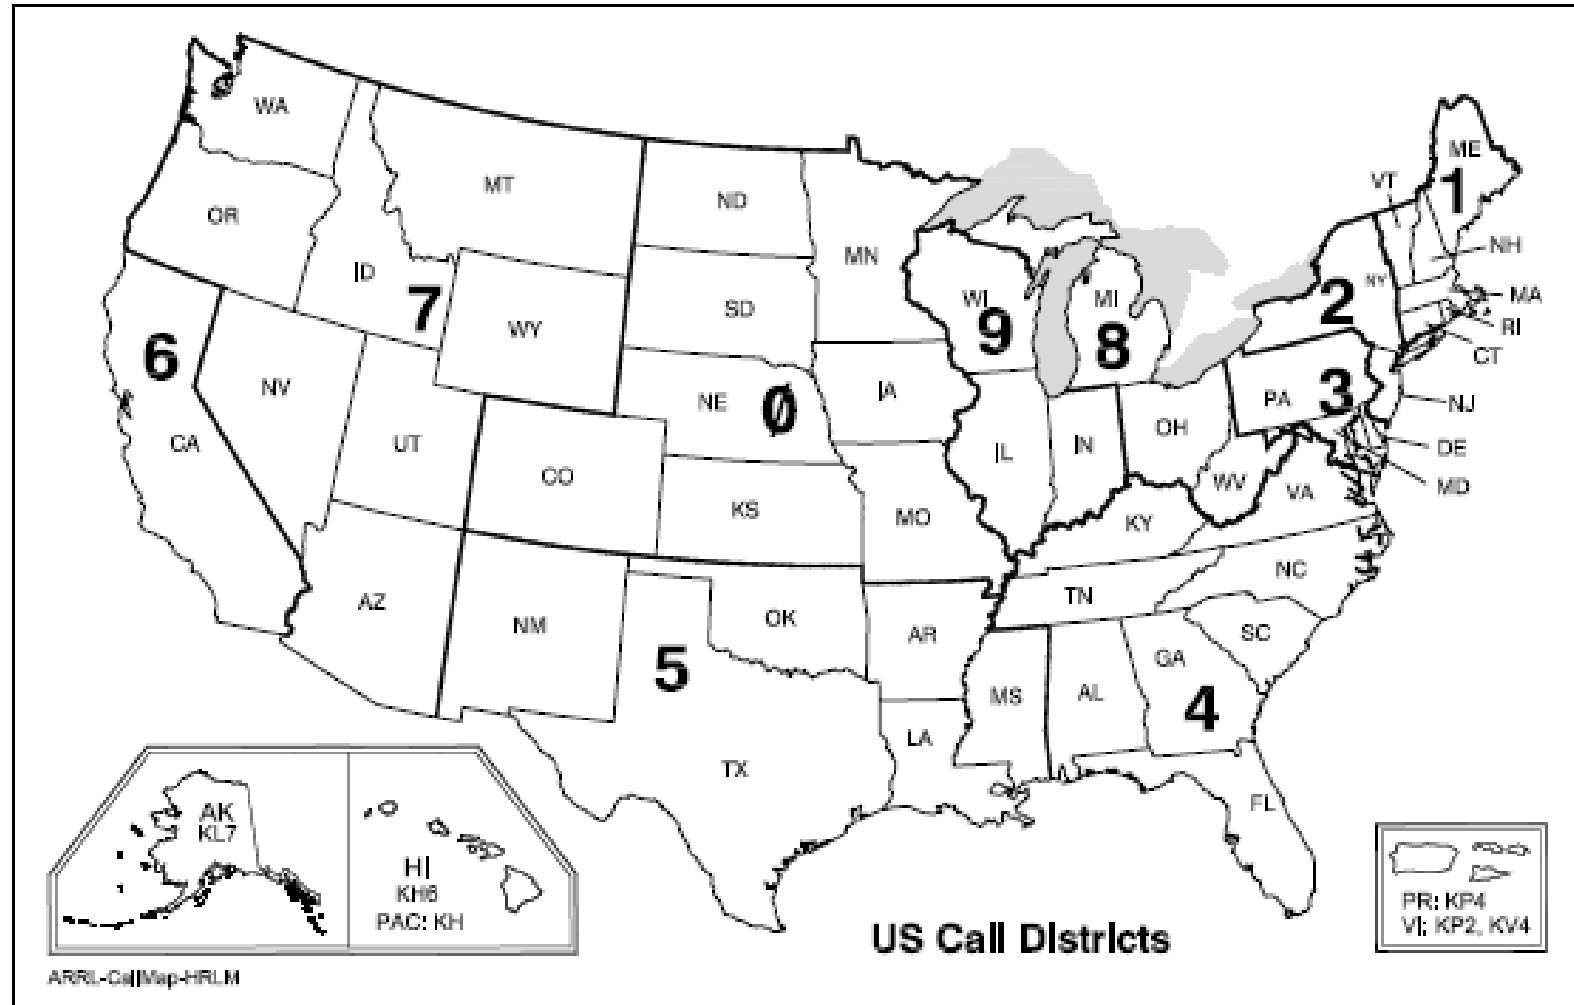 WA
ME
VT
1
MT
ND
OR
NH
MN
ID
NY
WI
MI
MA
7
SD
2
RI
WY
9
8
CT
6
NV
IA
NE
Ø
PA
3
NJ
CA
UT
OH
DE
IL
IN
CO
WV
MD
VA
KS
MO
KY
NC
AZ
TN
NM
OK
AR
SC
5
GA
MS
AL
4
LA
TX
FL
AK
KL7
HI
KH6
PAC: KH
PR: KP4
VI: KP2, KV4
US Call Districts
ARRL-CallMap-HRLM